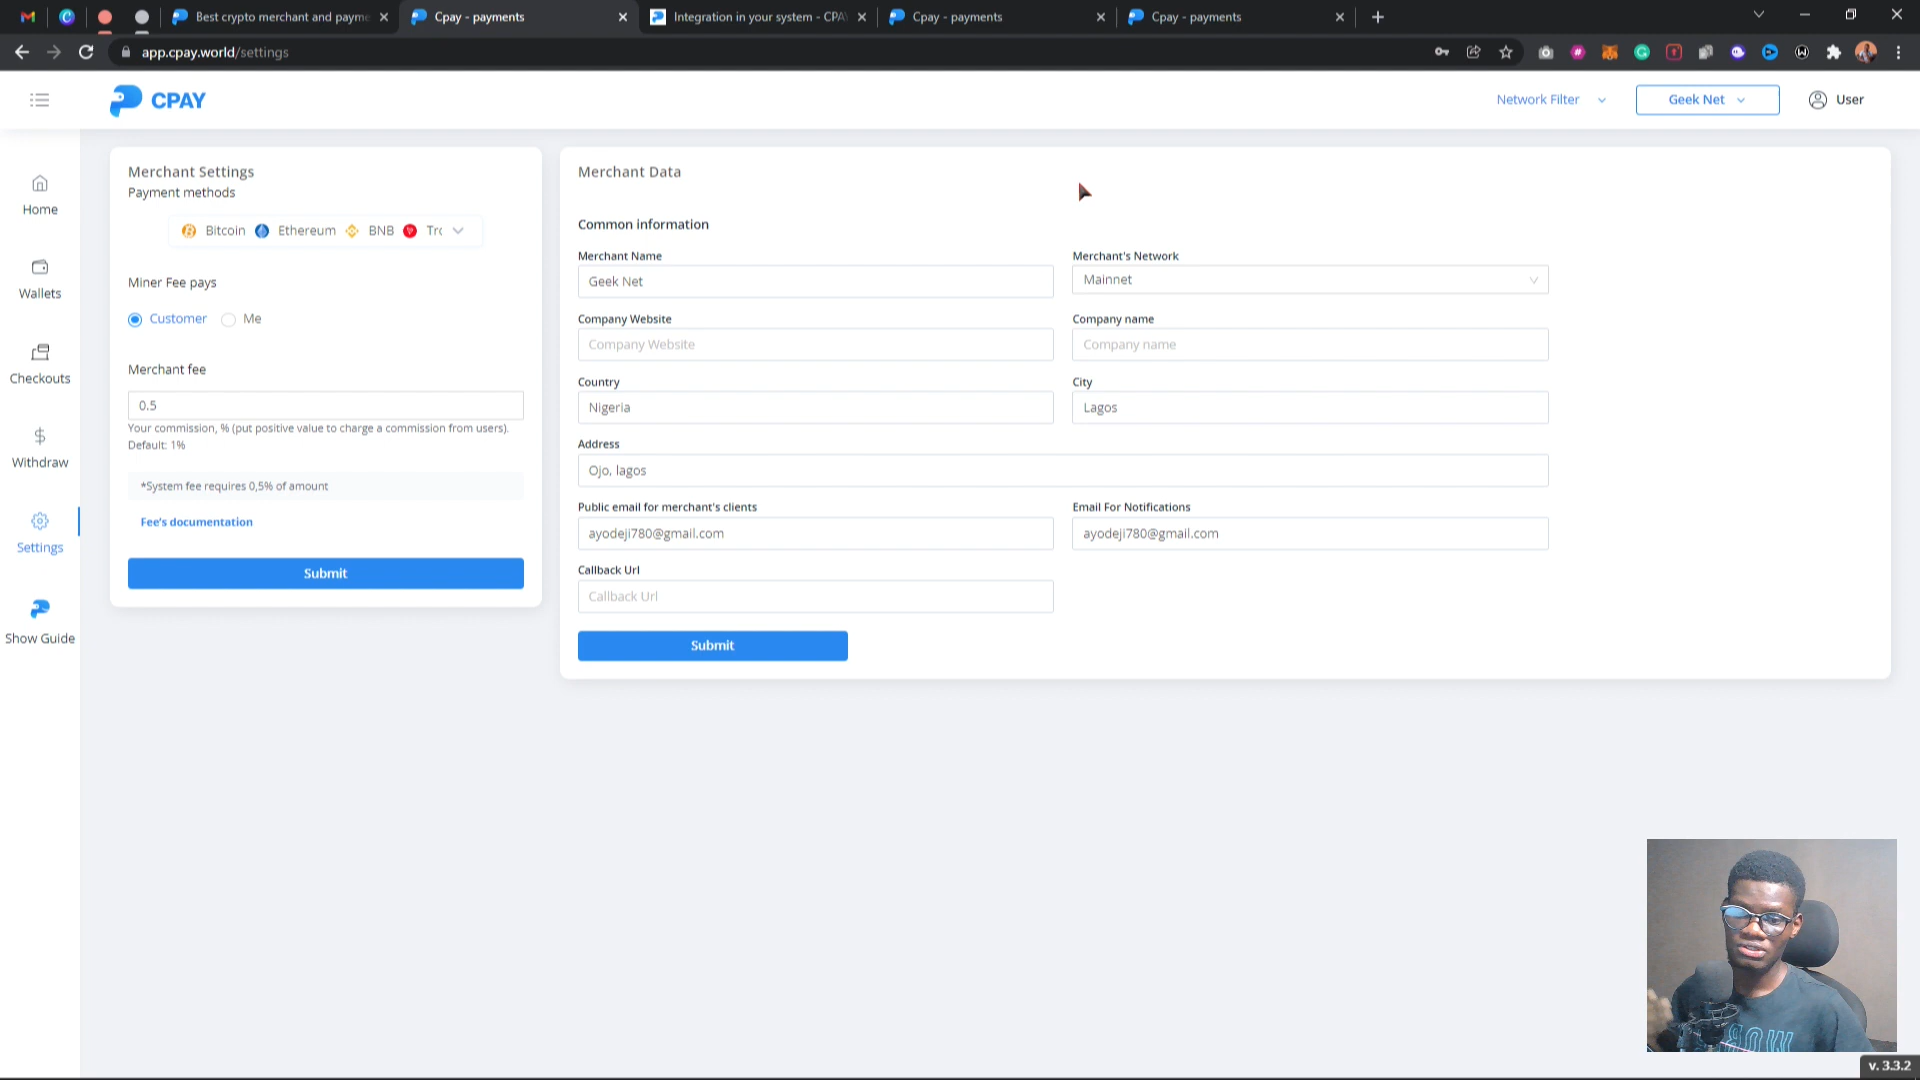 Best crypto merchant and payme
Cpay - payments
Integration in your system - CPA
Cpay - payments
Cpay - payments
app.cpay.world/settings
CPAY
Network Filter
Geek Net
User
Home
Wallets
Checkouts
Withdraw
Settings
Show Guide
Merchant Settings
Payment methods
Bitcoin Ethereum BNB Trc
Miner Fee pays
Customer Me
Merchant fee
0.5
Your commission, % (put positive value to charge a commission from users).
Default: 1%
*System fee requires 0,5% of amount
Fee's documentation
Submit
Merchant Data
Common information
Merchant Name
Geek Net
Merchant's Network
Mainnet
Company Website
Company Website
Company name
Company name
Country
Nigeria
City
Lagos
Address
Ojo, lagos
Public email for merchant's clients
ayodeji780@gmail.com
Email For Notifications
ayodeji780@gmail.com
Callback Url
Callback Url
Submit
v. 3.3.2